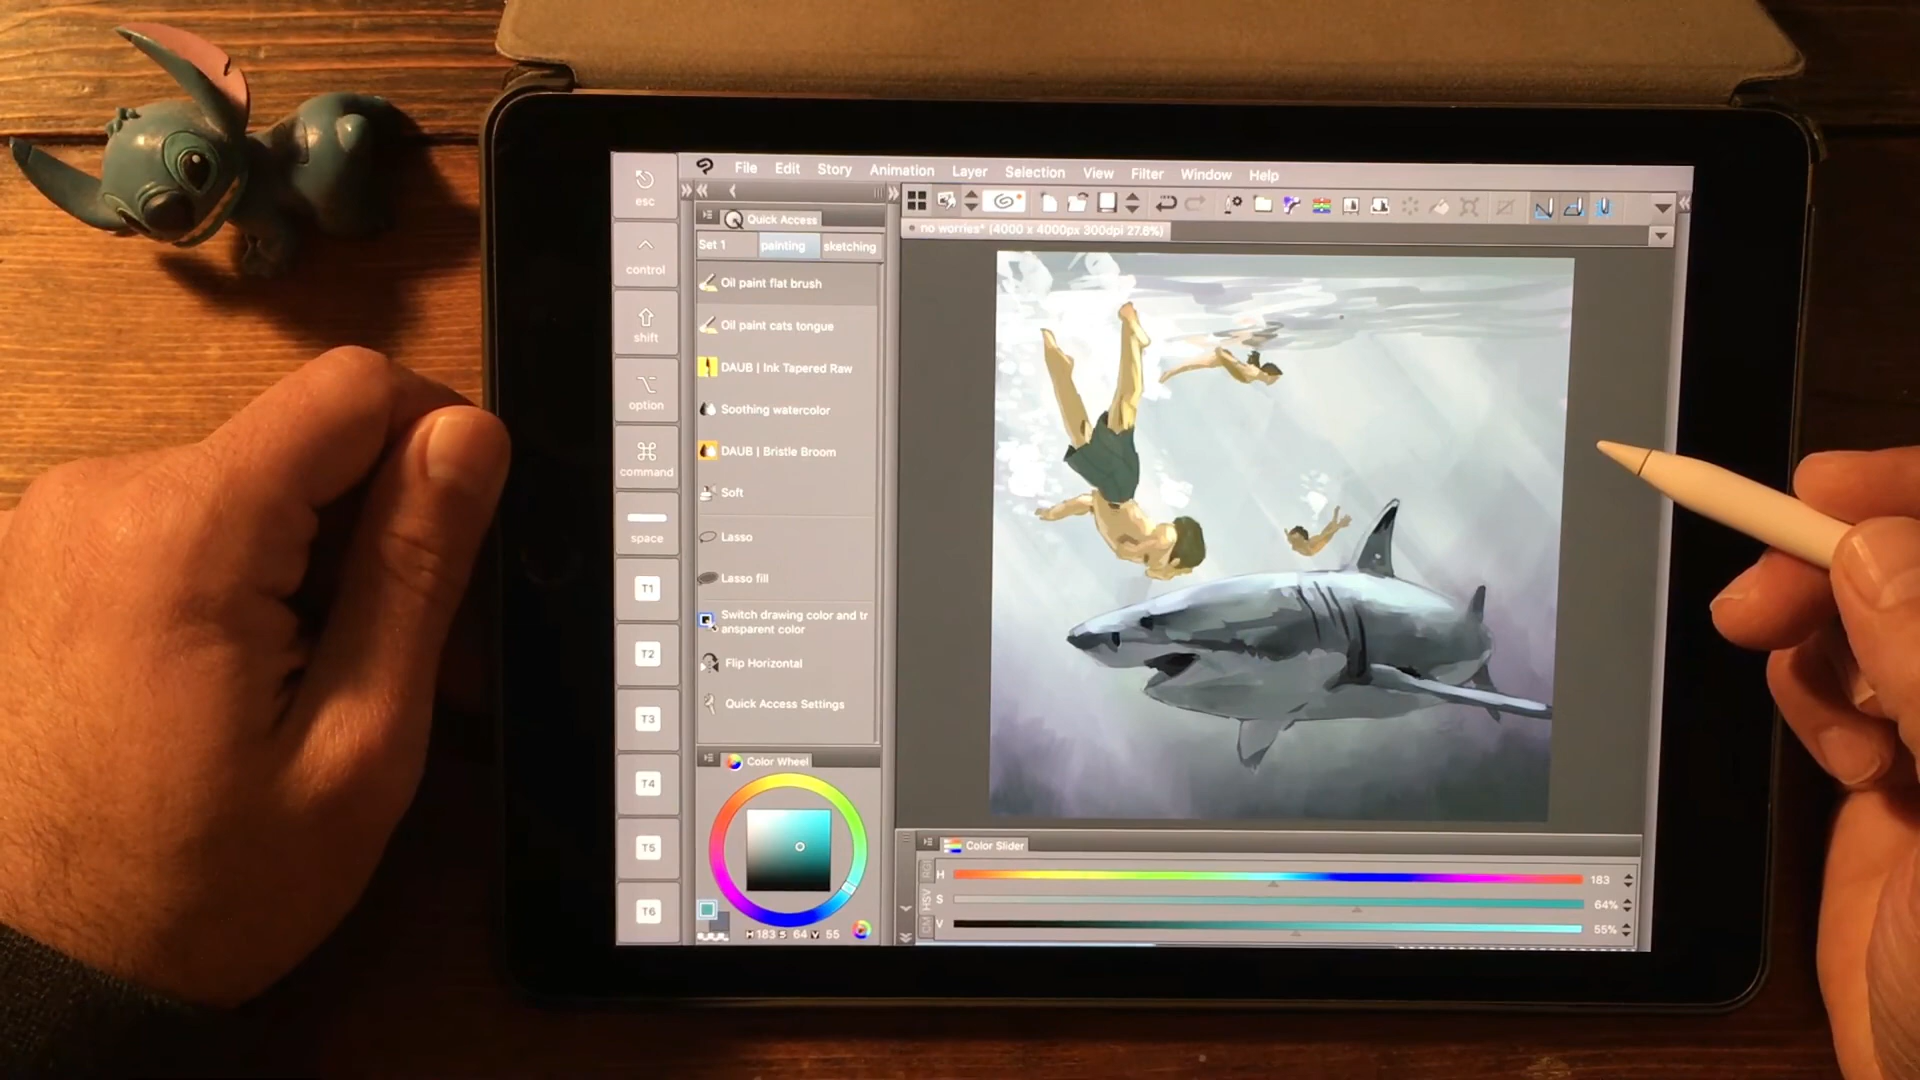 esc
control
shift
option
command
space
T1
T2
T3
T4
T5
T6
File Edit Story Animation Layer Selection View Filter Window Help
Quick Access
Set 1 painting sketching
Oil paint flat brush
Oil paint cats tongue
DAUB | Ink Tapered Raw
Soothing watercolor
DAUB | Bristle Broom
Soft
Lasso
Lasso fill
Switch drawing color and tr
ansparent color
Flip Horizontal
Quick Access Settings
Color Wheel
H 183 S 64 V 55
no worries* (4000 x 4000px 300dpi 27.6%)
Color Slider
H 183
S 64%
V 55%
HSV